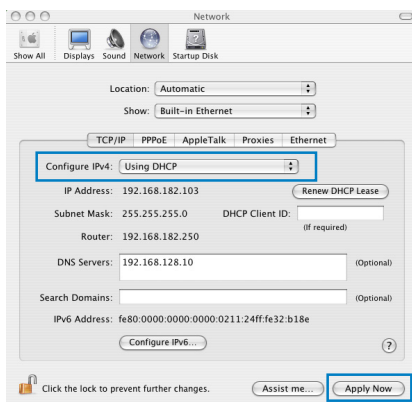 Network
Show All Displays Sound Network Startup Disk
Location: Automatic
Show: Built-in Ethernet
TCP/IP PPPoE AppleTalk Proxies Ethernet
Configure IPv4: Using DHCP
IP Address: 192.168.182.103 Renew DHCP Lease
Subnet Mask: 255.255.255.0 DHCP Client ID:
(If required)
Router: 192.168.182.250
DNS Servers: 192.168.128.10 (Optional)
Search Domains: (Optional)
IPv6 Address: fe80:0000:0000:0000:0211:24ff:fe32:b18e
Configure IPv6... ?
Click the lock to prevent further changes. Assist me... Apply Now